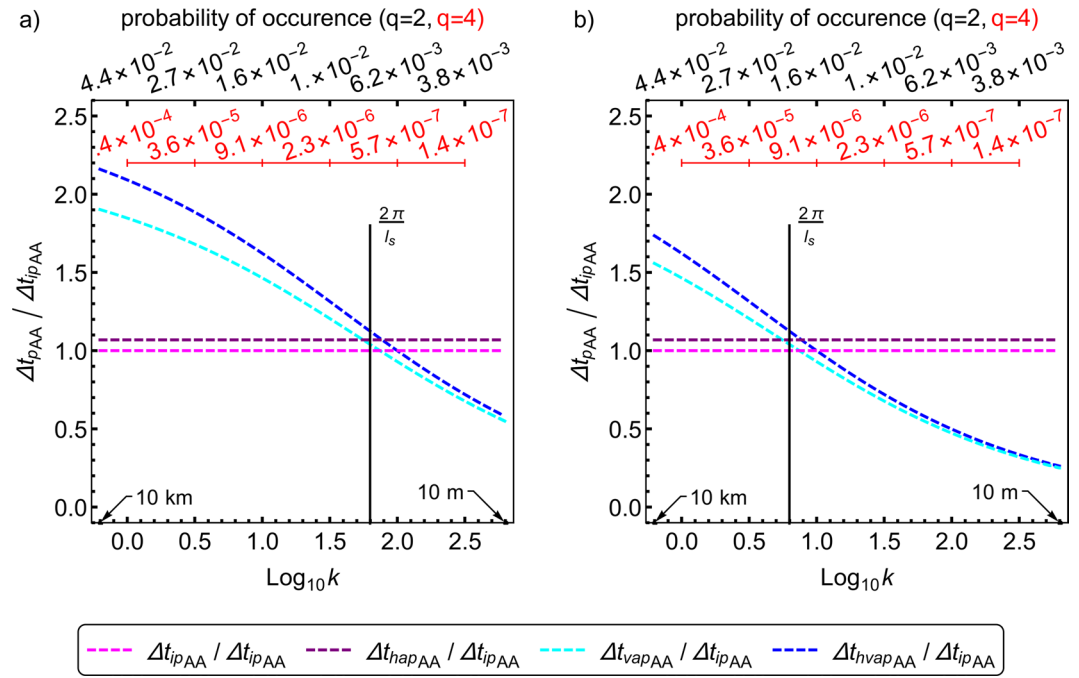 a) probability of occurence (q=2, q=4)
4.4×10⁻² 2.7×10⁻² 1.6×10⁻² 1.×10⁻² 6.2×10⁻³ 3.8×10⁻³
.4×10⁻⁴ 3.6×10⁻⁵ 9.1×10⁻⁶ 2.3×10⁻⁶ 5.7×10⁻⁷ 1.4×10⁻⁷
2.5
2.0
1.5
1.0
0.5
0.0
Δt_pAA / Δt_ipAA
2π/l_s
10 km
10 m
0.0 0.5 1.0 1.5 2.0 2.5
Log₁₀ k
b) probability of occurence (q=2, q=4)
4.4×10⁻² 2.7×10⁻² 1.6×10⁻² 1.×10⁻² 6.2×10⁻³ 3.8×10⁻³
.4×10⁻⁴ 3.6×10⁻⁵ 9.1×10⁻⁶ 2.3×10⁻⁶ 5.7×10⁻⁷ 1.4×10⁻⁷
2.5
2.0
1.5
1.0
0.5
0.0
Δt_pAA / Δt_ipAA
2π/l_s
10 km
10 m
0.0 0.5 1.0 1.5 2.0 2.5
Log₁₀ k
Δt_ipAA / Δt_ipAA Δt_hapAA / Δt_ipAA Δt_vapAA / Δt_ipAA Δt_hvapAA / Δt_ipAA